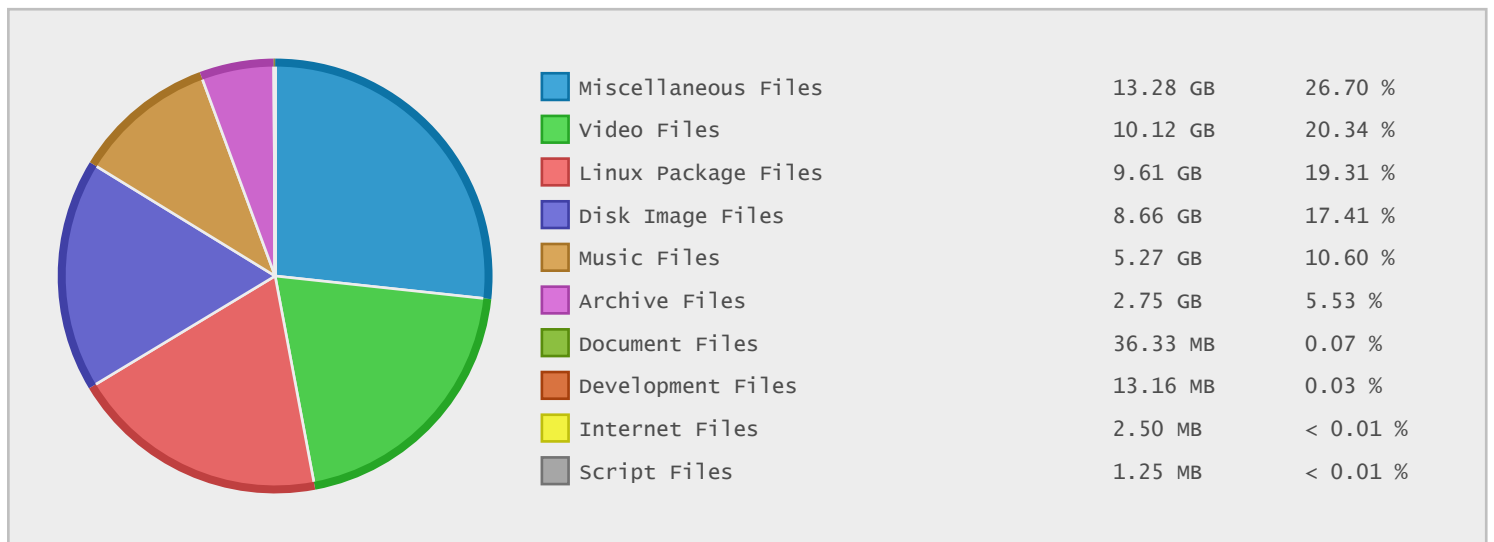 Miscellaneous Files 13.28 GB 26.70 %
Video Files 10.12 GB 20.34 %
Linux Package Files 9.61 GB 19.31 %
Disk Image Files 8.66 GB 17.41 %
Music Files 5.27 GB 10.60 %
Archive Files 2.75 GB 5.53 %
Document Files 36.33 MB 0.07 %
Development Files 13.16 MB 0.03 %
Internet Files 2.50 MB < 0.01 %
Script Files 1.25 MB < 0.01 %